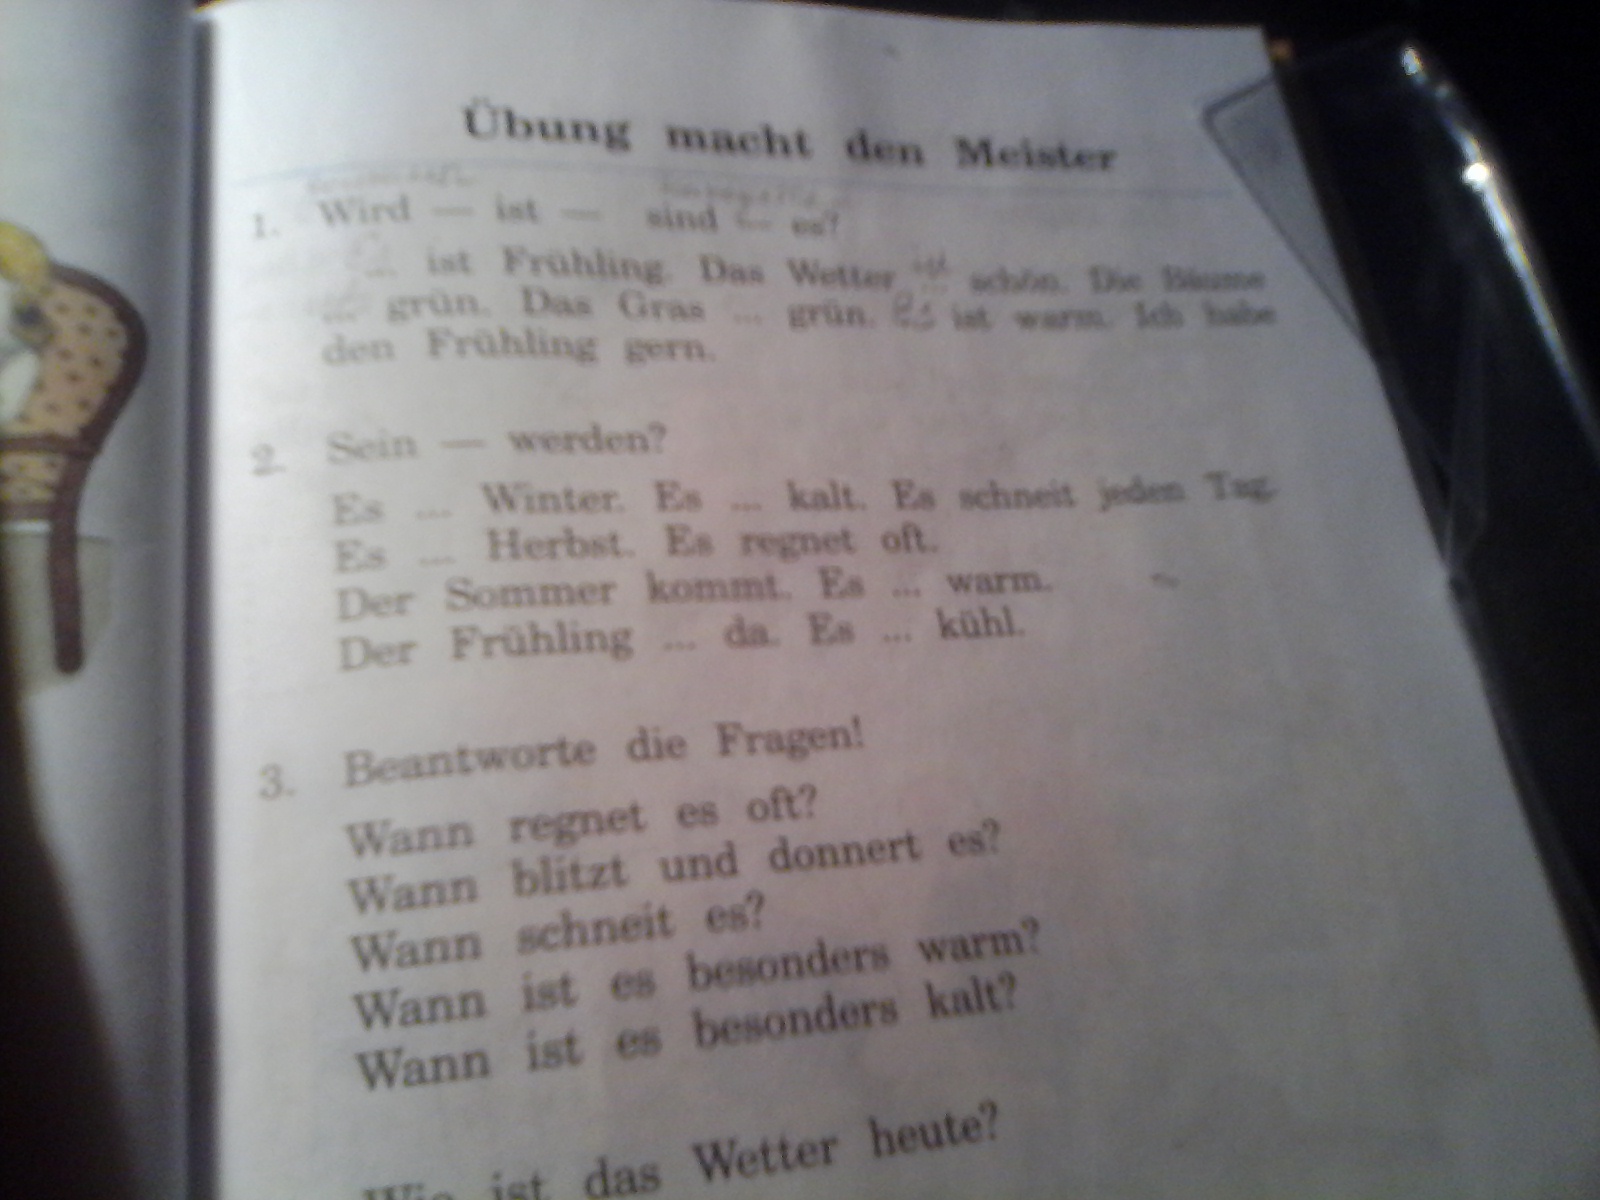 Übung macht den Meister
1. Wird — ist — sind — es?
... ist Frühling. Das Wetter ist schön. Die Bäume
... grün. Das Gras ... grün. Es ist warm. Ich habe
den Frühling gern.
2. Sein — werden?
Es ... Winter. Es ... kalt. Es schneit jeden Tag.
Es ... Herbst. Es regnet oft.
Der Sommer kommt. Es ... warm.
Der Frühling ... da. Es ... kühl.
3. Beantworte die Fragen!
Wann regnet es oft?
Wann blitzt und donnert es?
Wann schneit es?
Wann ist es besonders warm?
Wann ist es besonders kalt?
Wie ist das Wetter heute?